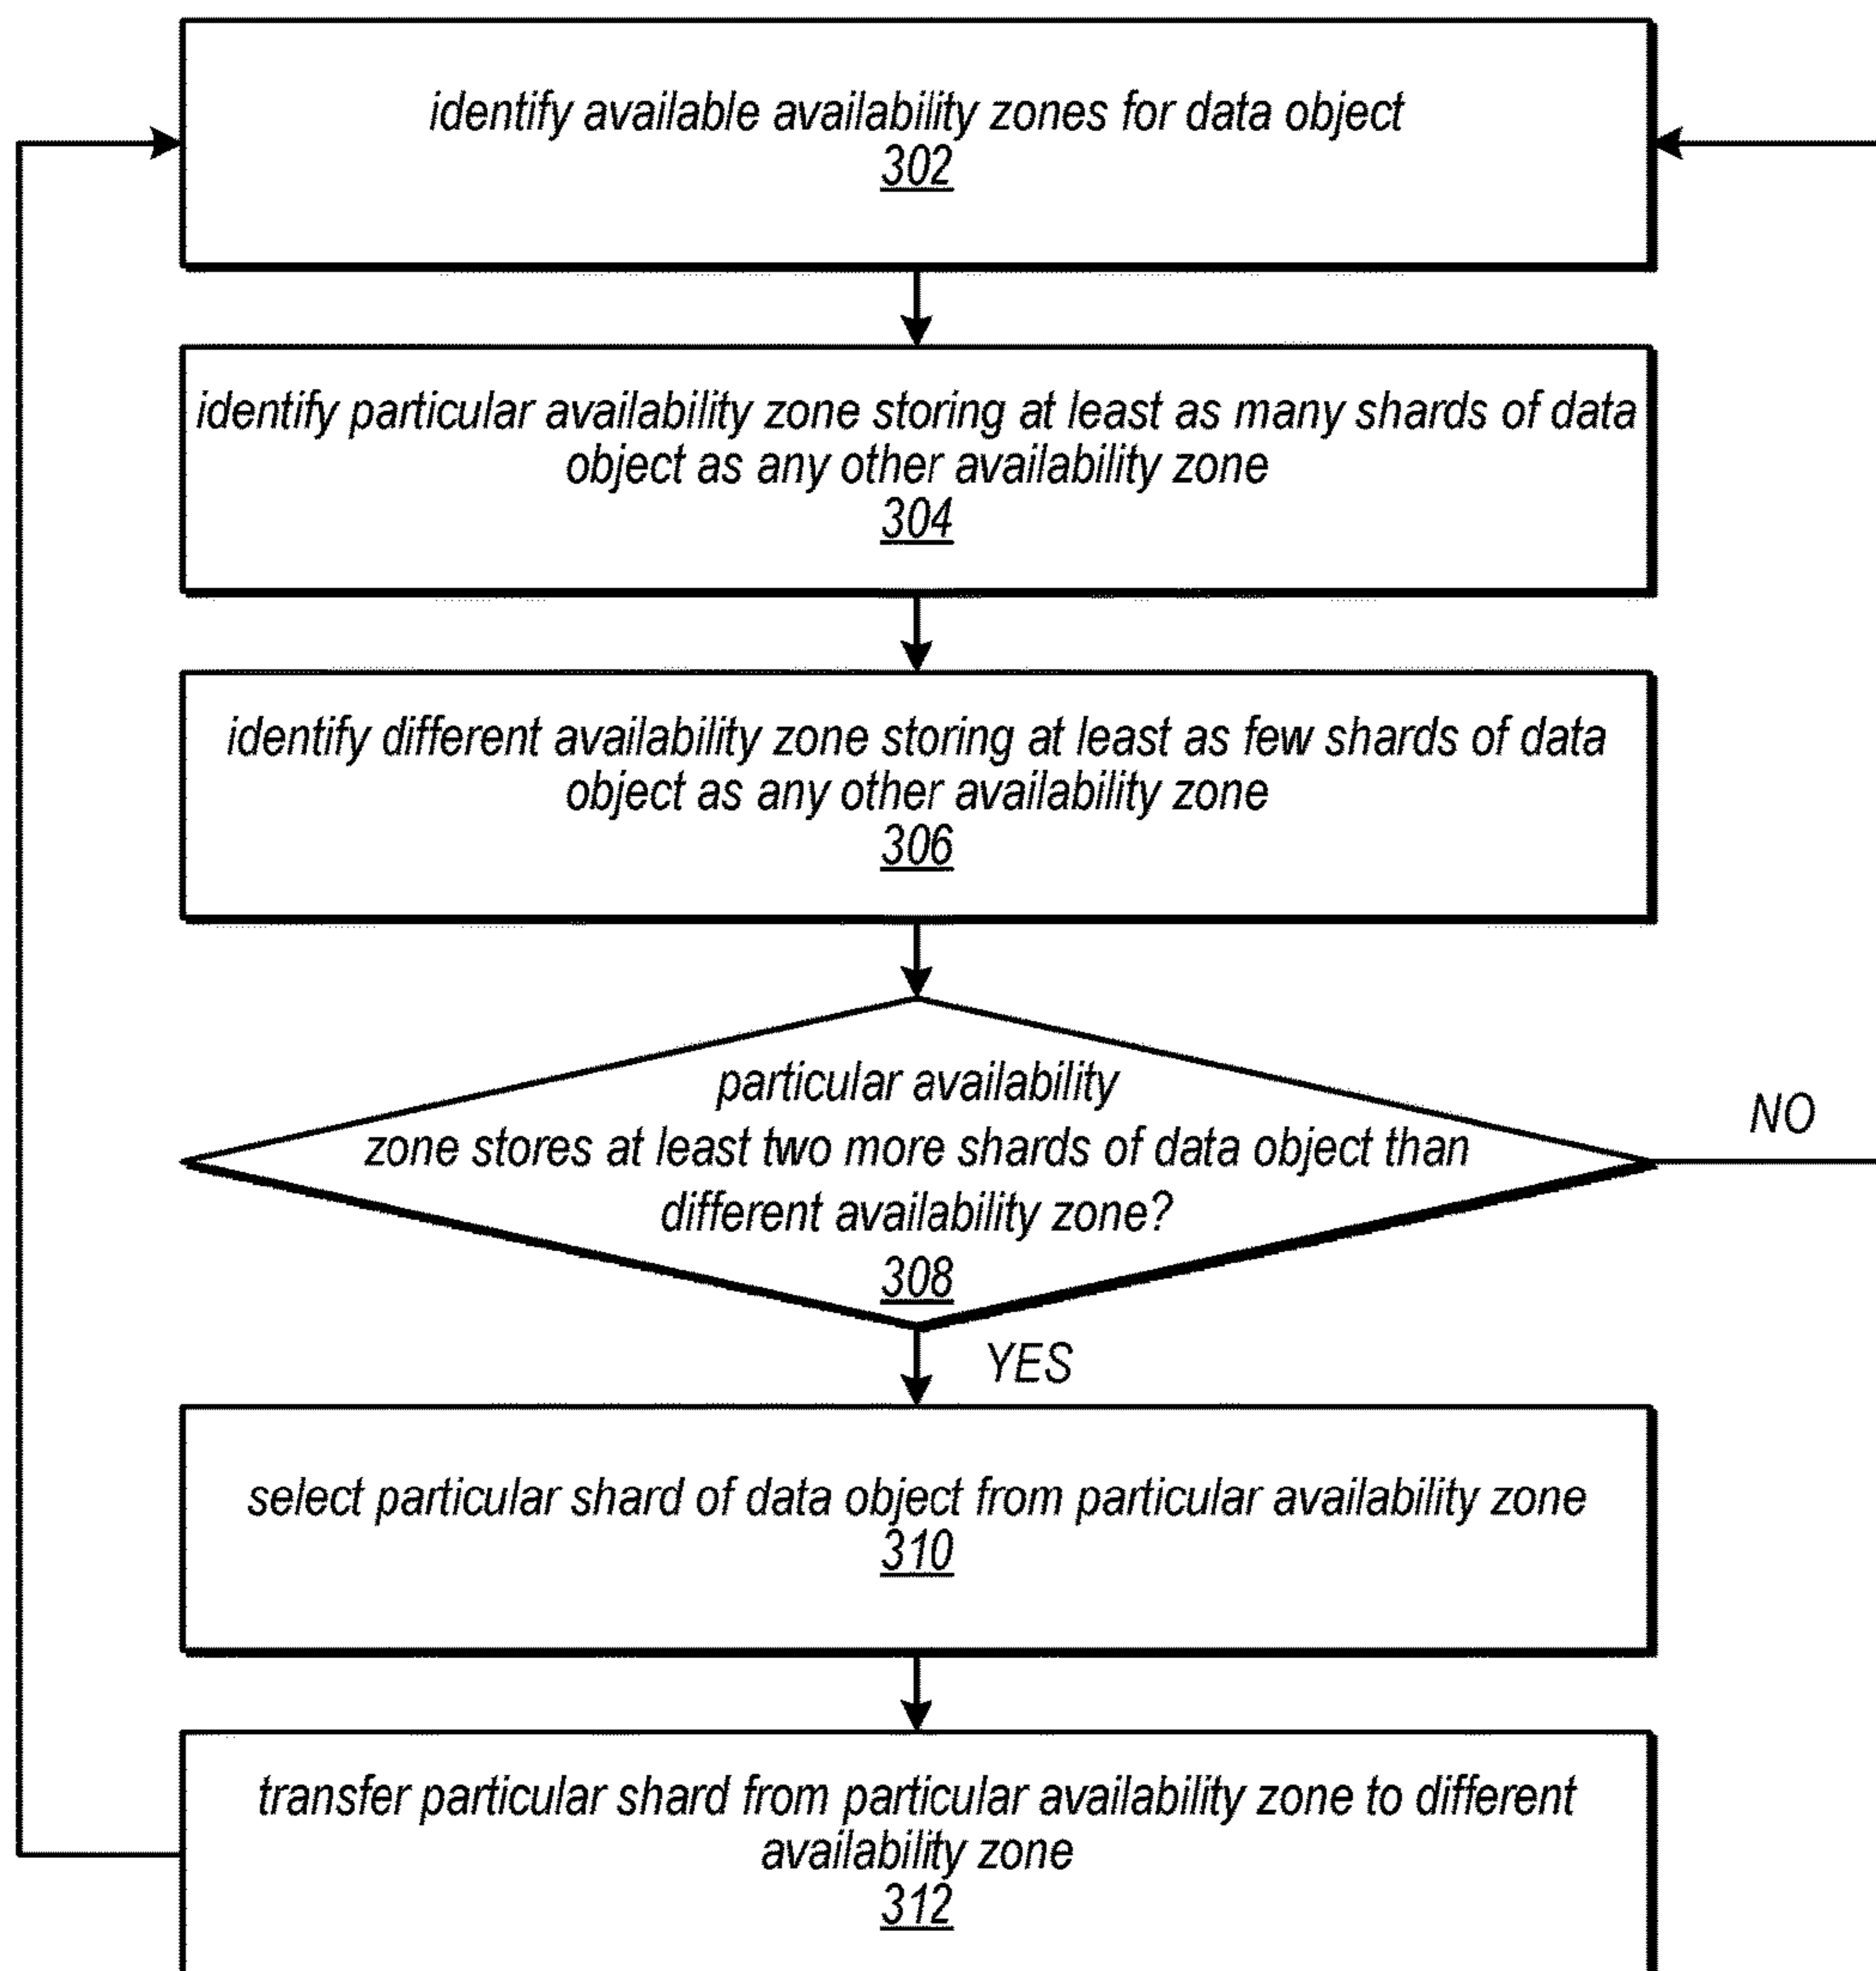 identify available availability zones for data object
302
identify particular availability zone storing at least as many shards of data
object as any other availability zone
304
identify different availability zone storing at least as few shards of data
object as any other availability zone
306
particular availability
zone stores at least two more shards of data object than
different availability zone?
308
NO
YES
select particular shard of data object from particular availability zone
310
transfer particular shard from particular availability zone to different
availability zone
312